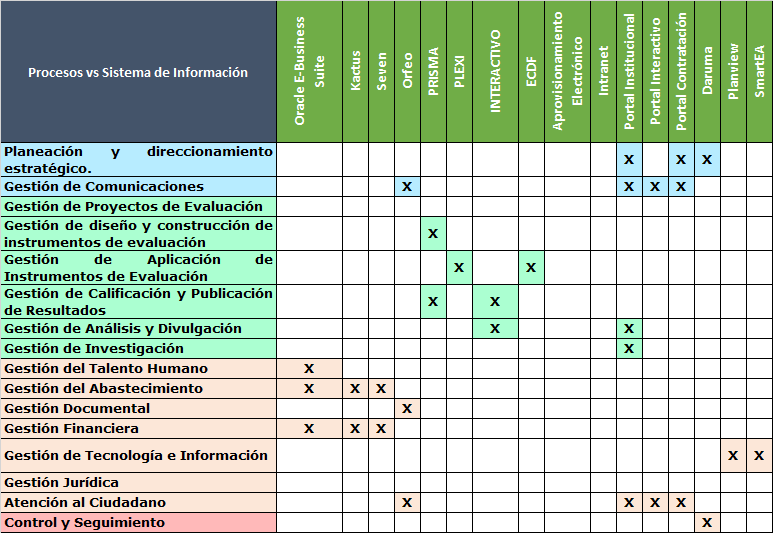 Procesos vs Sistema de Información
Oracle E-Business
Suite
Kactus
Seven
Orfeo
PRISMA
PLEXI
INTERACTIVO
ECDF
Aprovisionamiento
Electrónico
Intranet
Portal Institucional
Portal Interactivo
Portal Contratación
Daruma
Planview
SmartEA
Planeación y direccionamiento
estratégico.
X X X
Gestión de Comunicaciones X X X X
Gestión de Proyectos de Evaluación
Gestión de diseño y construcción de
instrumentos de evaluación
X
Gestión de Aplicación de
Instrumentos de Evaluación
X X
Gestión de Calificación y Publicación
de Resultados
X X
Gestión de Análisis y Divulgación X X
Gestión de Investigación X
Gestión del Talento Humano X
Gestión del Abastecimiento X X X
Gestión Documental X
Gestión Financiera X X X
Gestión de Tecnología e Información X X
Gestión Jurídica
Atención al Ciudadano X X X X
Control y Seguimiento X